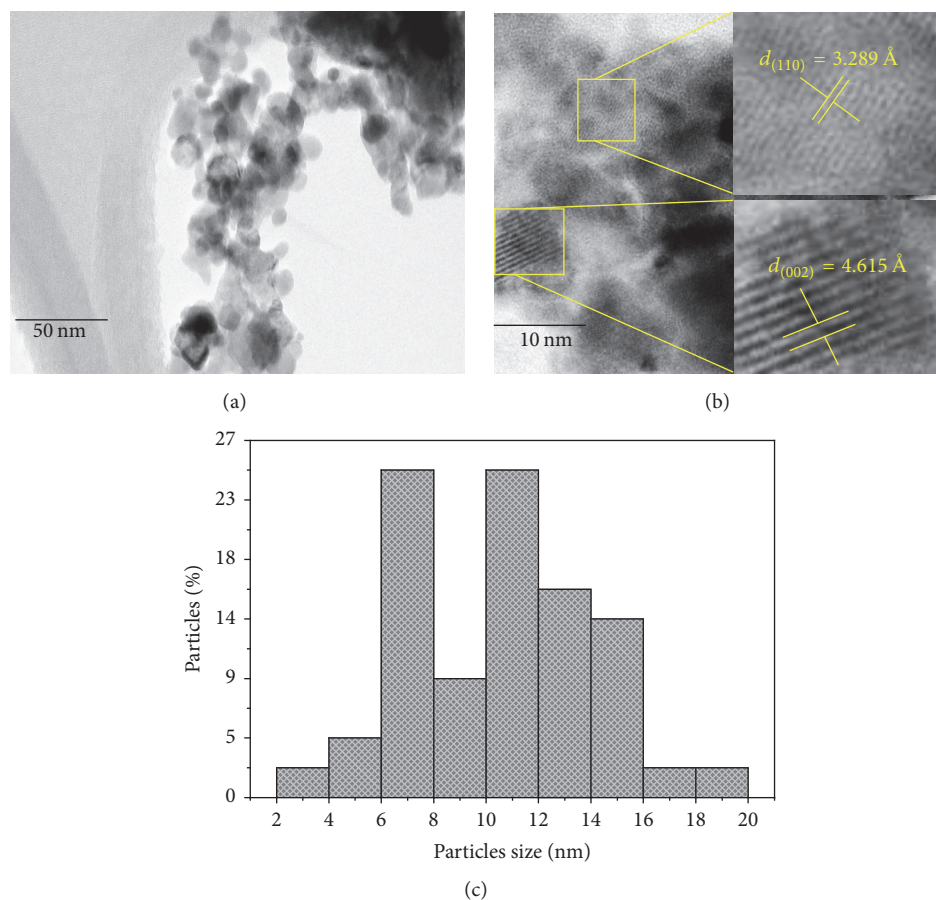 50 nm
(a)
d(110) = 3.289 Å
d(002) = 4.615 Å
10 nm
(b)
27
23
18
14
9
5
0
Particles (%)
2 4 6 8 10 12 14 16 18 20
Particles size (nm)
(c)